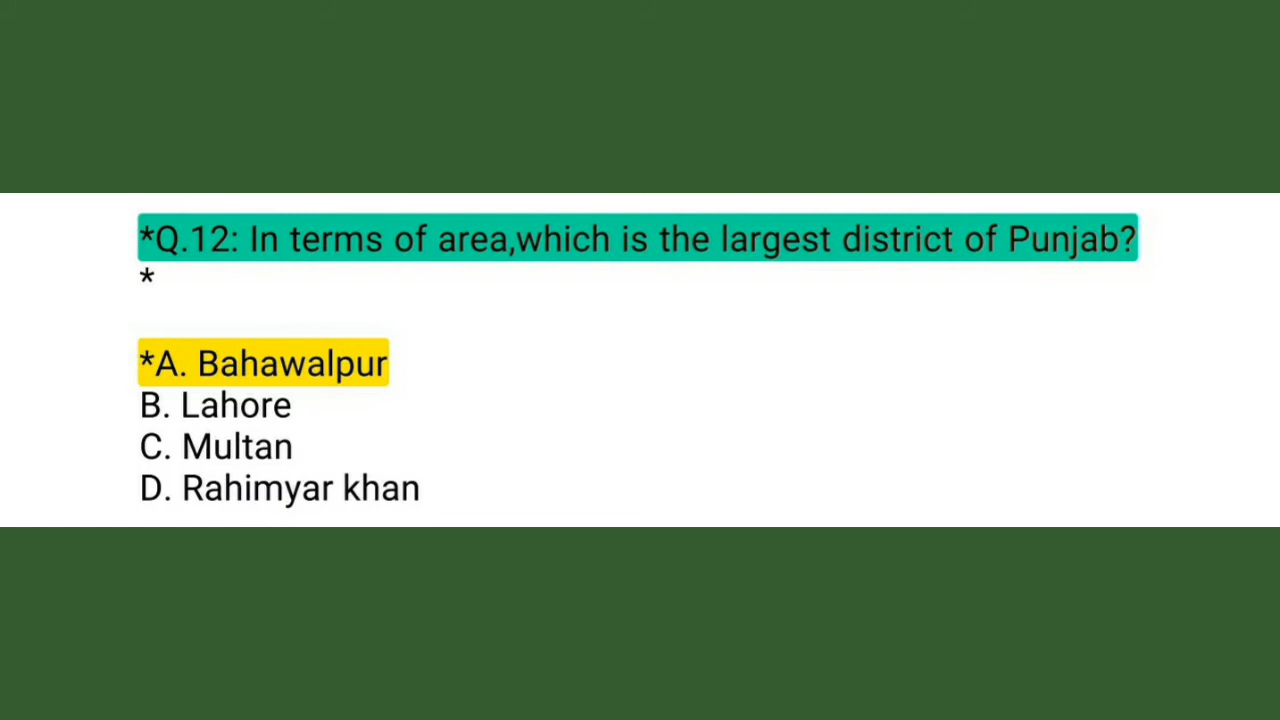 *Q.12: In terms of area,which is the largest district of Punjab?
*
*A. Bahawalpur
B. Lahore
C. Multan
D. Rahimyar khan